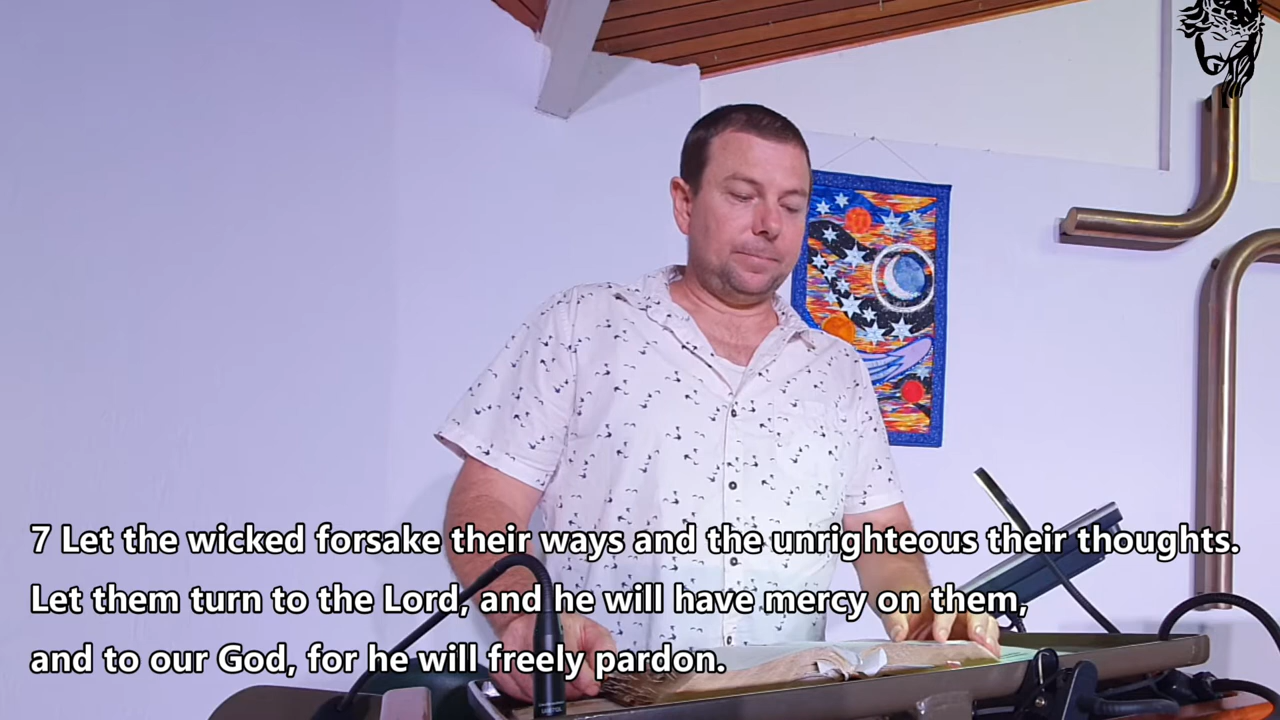 7 Let the wicked forsake their ways and the unrighteous their thoughts.
Let them turn to the Lord, and he will have mercy on them,
and to our God, for he will freely pardon.